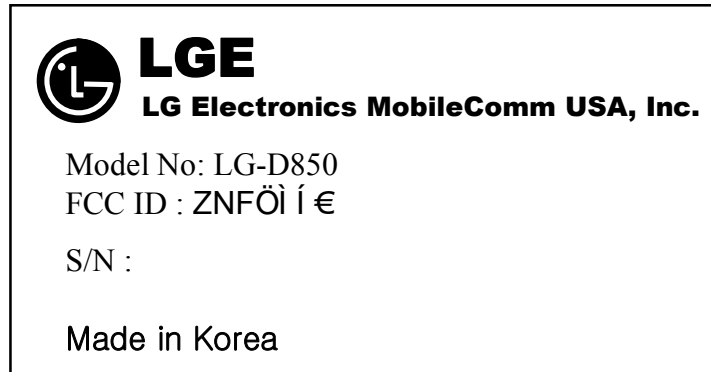 LGE
LG Electronics MobileComm USA, Inc.
Model No: LG-D850
FCC ID : ZNFÖÌ Í €
S/N :
Made in Korea